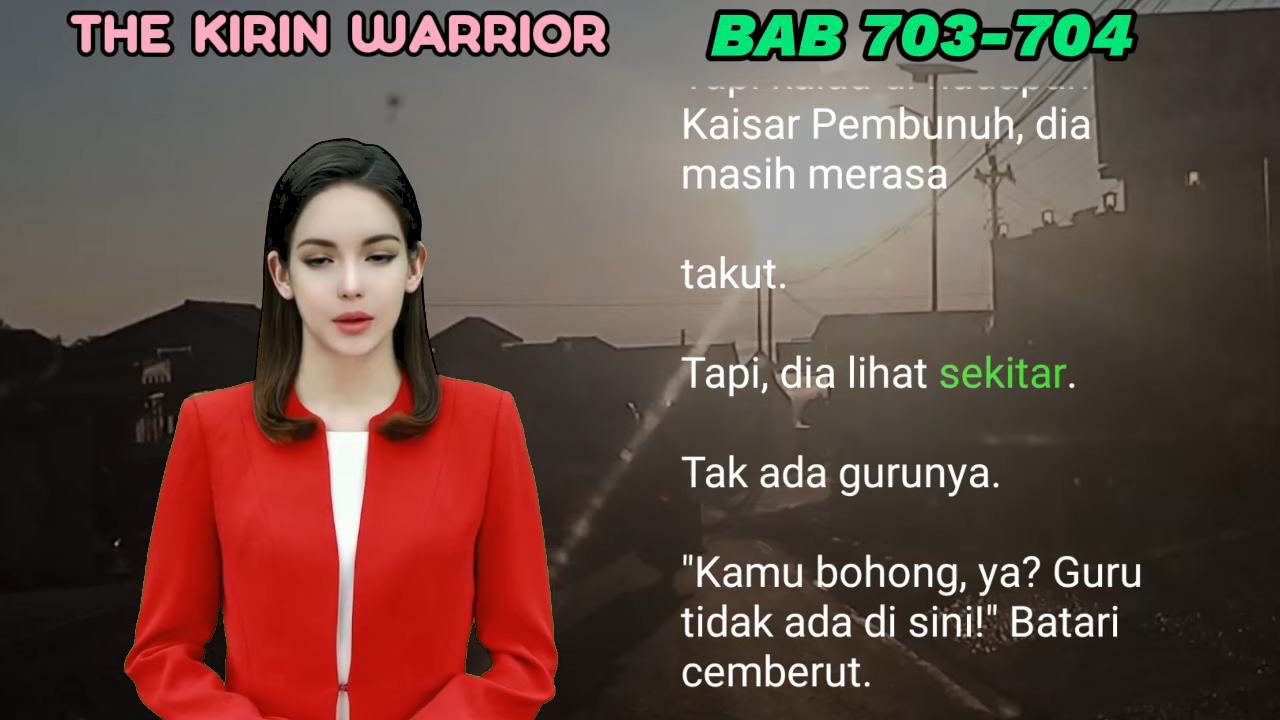 THE KIRIN WARRIOR
BAB 703-704
Kaisar Pembunuh, dia
masih merasa
takut.
Tapi, dia lihat sekitar.
Tak ada gurunya.
"Kamu bohong, ya? Guru
tidak ada di sini!" Batari
cemberut.